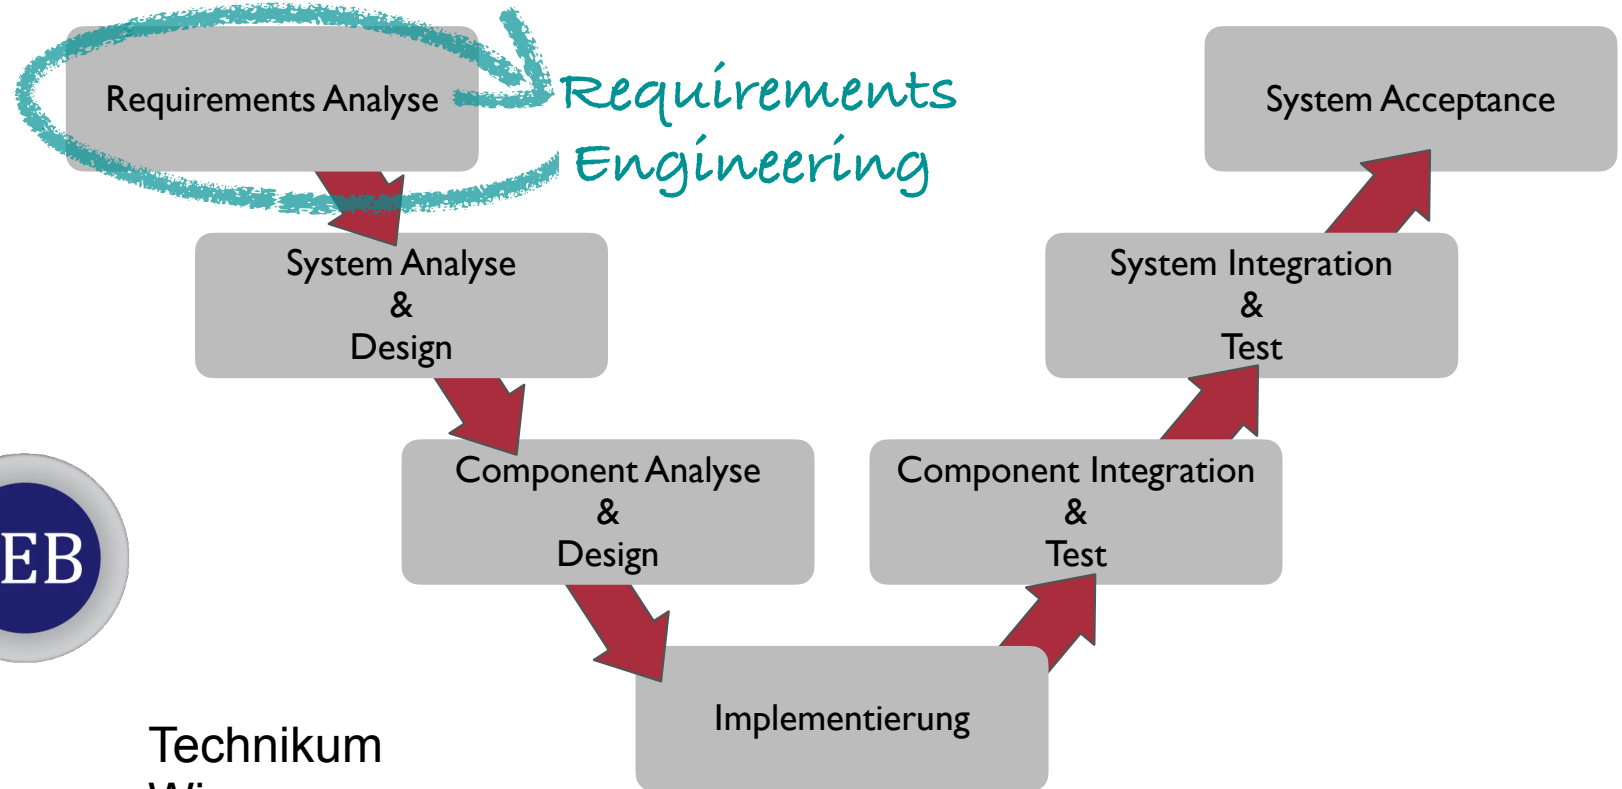 Requirements Analyse
Requirements
Engineering
System Acceptance
System Analyse
&
Design
System Integration
&
Test
Component Analyse
&
Design
Component Integration
&
Test
EB
Implementierung
Technikum